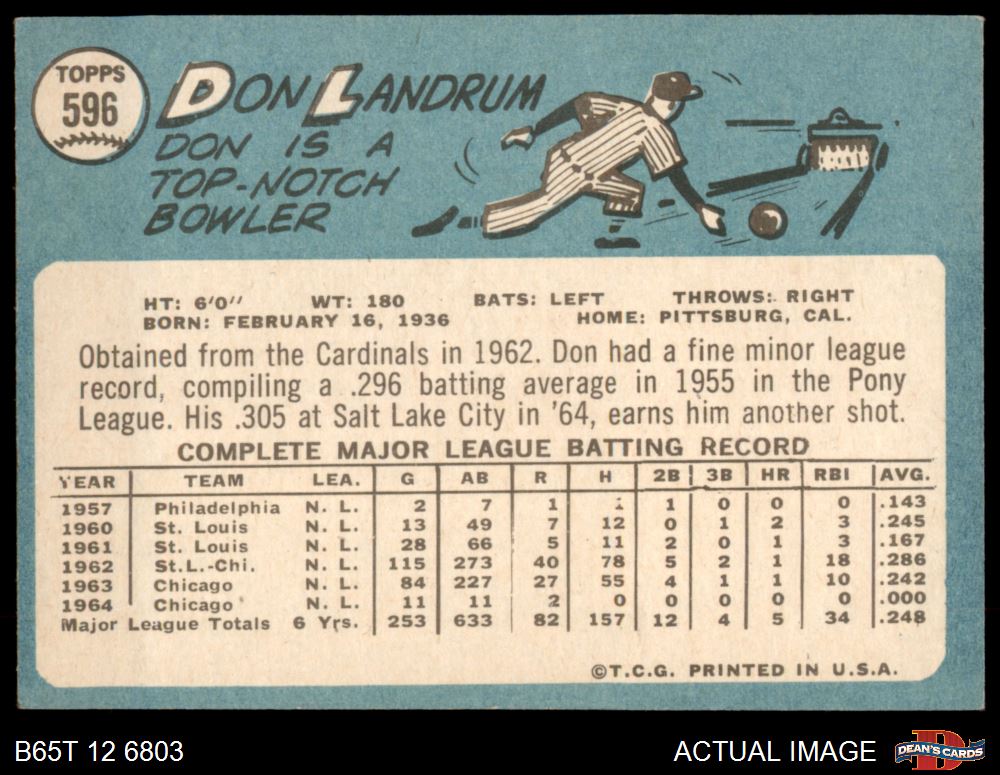 TOPPS
596
DON LANDRUM
DON IS A
TOP-NOTCH
BOWLER
HT: 6'0" WT: 180 BATS: LEFT THROWS: RIGHT
BORN: FEBRUARY 16, 1936 HOME: PITTSBURG, CAL.
Obtained from the Cardinals in 1962. Don had a fine minor league
record, compiling a .296 batting average in 1955 in the Pony
League. His .305 at Salt Lake City in '64, earns him another shot.
COMPLETE MAJOR LEAGUE BATTING RECORD
YEAR TEAM LEA. G AB R H 2B 3B HR RBI AVG.
1957 Philadelphia N. L. 2 7 1 1 1 0 0 0 .143
1960 St. Louis N. L. 13 49 7 12 0 1 2 3 .245
1961 St. Louis N. L. 28 66 5 11 2 0 1 3 .167
1962 St.L.-Chi. N. L. 115 273 40 78 5 2 1 18 .286
1963 Chicago N. L. 84 227 27 55 4 1 1 10 .242
1964 Chicago N. L. 11 11 2 0 0 0 0 0 .000
Major League Totals 6 Yrs. 253 633 82 157 12 4 5 34 .248
©T.C.G. PRINTED IN U.S.A.
B65T 12 6803 ACTUAL IMAGE DEAN'S CARDS